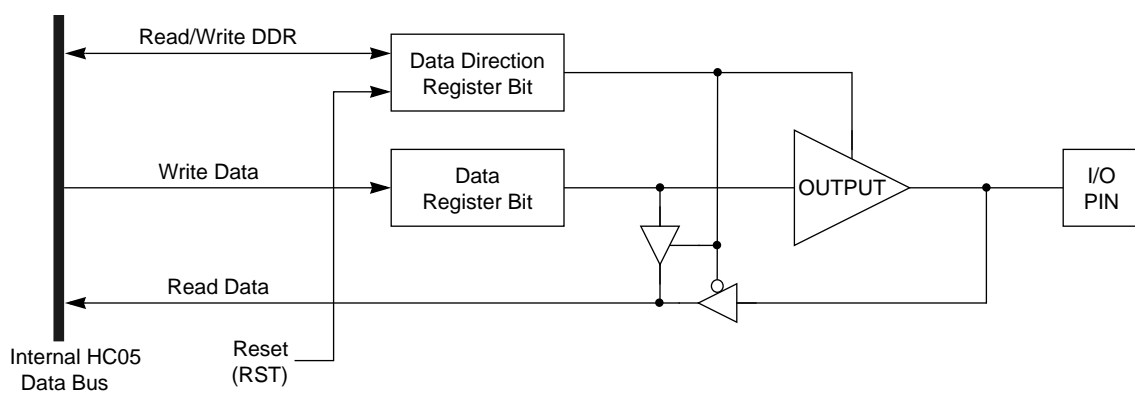 Read/Write DDR
Data Direction
Register Bit
Write Data
Data
Register Bit
OUTPUT
I/O
PIN
Read Data
Internal HC05
Data Bus
Reset
(RST)